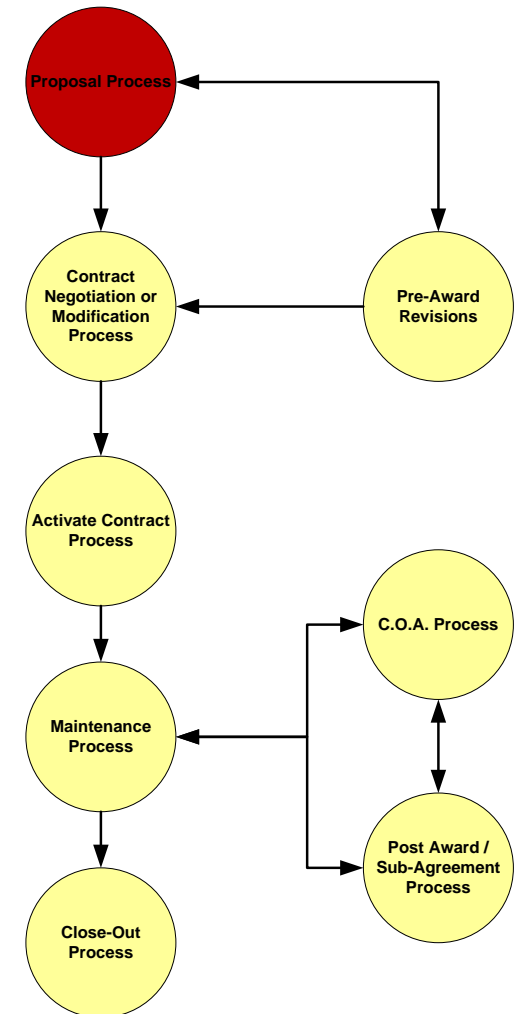 Proposal Process
Contract
Negotiation or
Modification
Process
Pre-Award
Revisions
Activate Contract
Process
C.O.A. Process
Maintenance
Process
Post Award /
Sub-Agreement
Process
Close-Out
Process